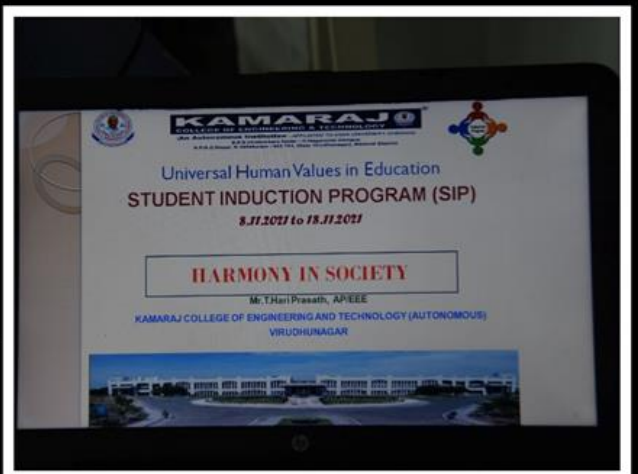 KAMARAJ
COLLEGE OF ENGINEERING & TECHNOLOGY
An Autonomous Institution
Universal Human Values in Education
STUDENT INDUCTION PROGRAM (SIP)
8.11.2021 to 18.11.2021
HARMONY IN SOCIETY
Mr.T.Hari Prasath, AP/EEE
KAMARAJ COLLEGE OF ENGINEERING AND TECHNOLOGY (AUTONOMOUS)
VIRUDHUNAGAR